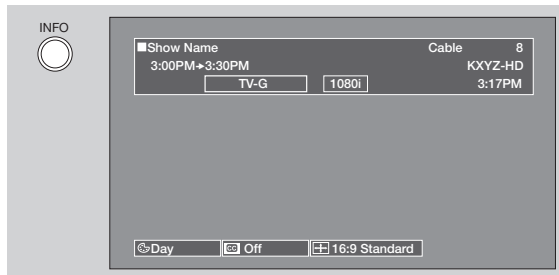 INFO
■Show Name Cable 8
3:00PM→3:30PM KXYZ-HD
TV-G 1080i 3:17PM
Day CC Off 16:9 Standard